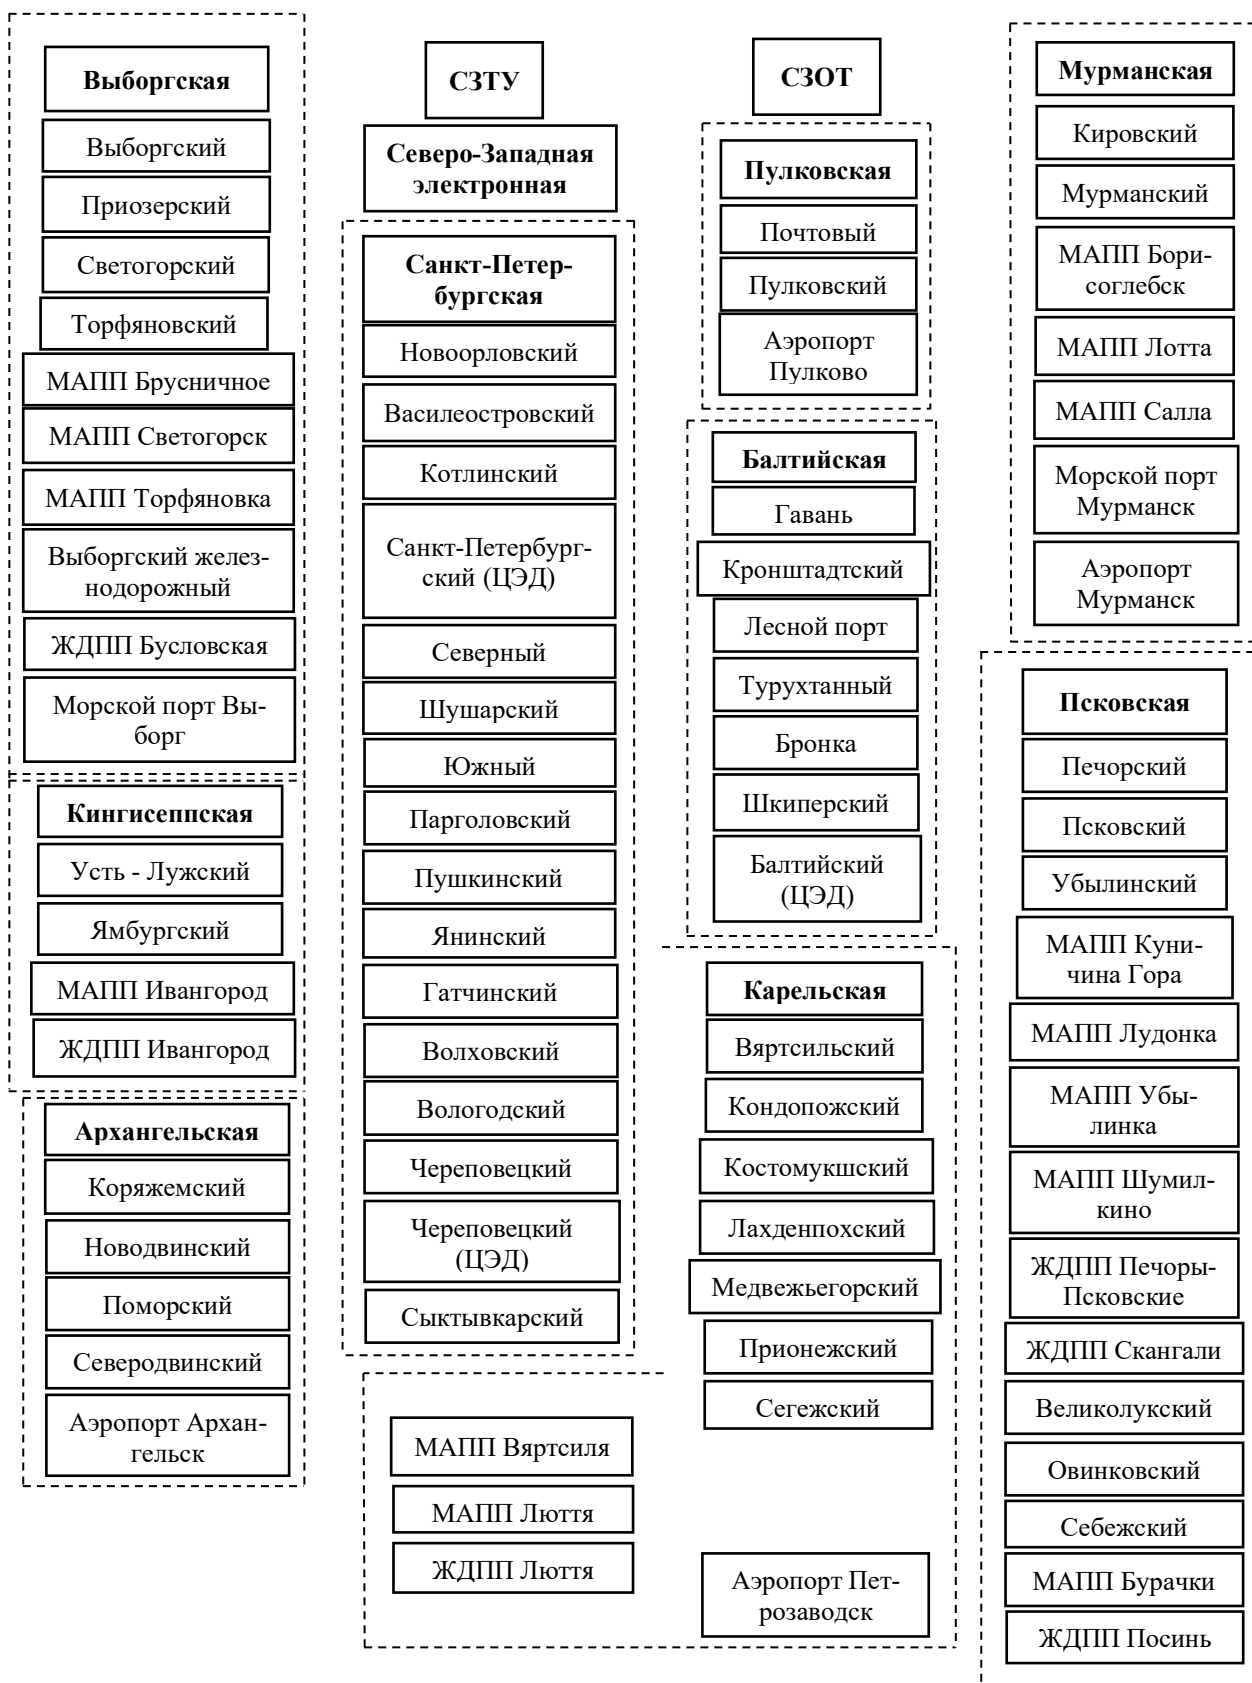 Выборгская
Выборгский
Приозерский
Светогорский
Торфяновский
МАПП Брусничное
МАПП Светогорск
МАПП Торфяновка
Выборгский желез-
нодорожный
ЖДПП Бусловская
Морской порт Вы-
борг
Кингисеппская
Усть - Лужский
Ямбургский
МАПП Ивангород
ЖДПП Ивангород
Архангельская
Коряжемский
Новодвинский
Поморский
Северодвинский
Аэропорт Архан-
гельск
СЗТУ
Северо-Западная
электронная
Санкт-Петер-
бургская
Новоорловский
Василеостровский
Котлинский
Санкт-Петербург-
ский (ЦЭД)
Северный
Шушарский
Южный
Парголовский
Пушкинский
Янинский
Гатчинский
Волховский
Вологодский
Череповецкий
Череповецкий
(ЦЭД)
Сыктывкарский
МАПП Вяртсиля
МАПП Люття
ЖДПП Люття
СЗОТ
Пулковская
Почтовый
Пулковский
Аэропорт
Пулково
Балтийская
Гавань
Кронштадтский
Лесной порт
Турухтанный
Бронка
Шкиперский
Балтийский
(ЦЭД)
Карельская
Вяртсильский
Кондопожский
Костомукшский
Лахденпохский
Медвежьегорский
Прионежский
Сегежский
Аэропорт Пет-
розаводск
Мурманская
Кировский
Мурманский
МАПП Бори-
соглебск
МАПП Лотта
МАПП Салла
Морской порт
Мурманск
Аэропорт
Мурманск
Псковская
Печорский
Псковский
Убылинский
МАПП Куни-
чина Гора
МАПП Лудонка
МАПП Убы-
линка
МАПП Шумил-
кино
ЖДПП Печоры-
Псковские
ЖДПП Скангали
Великолукский
Овинковский
Себежский
МАПП Бурачки
ЖДПП Посинь